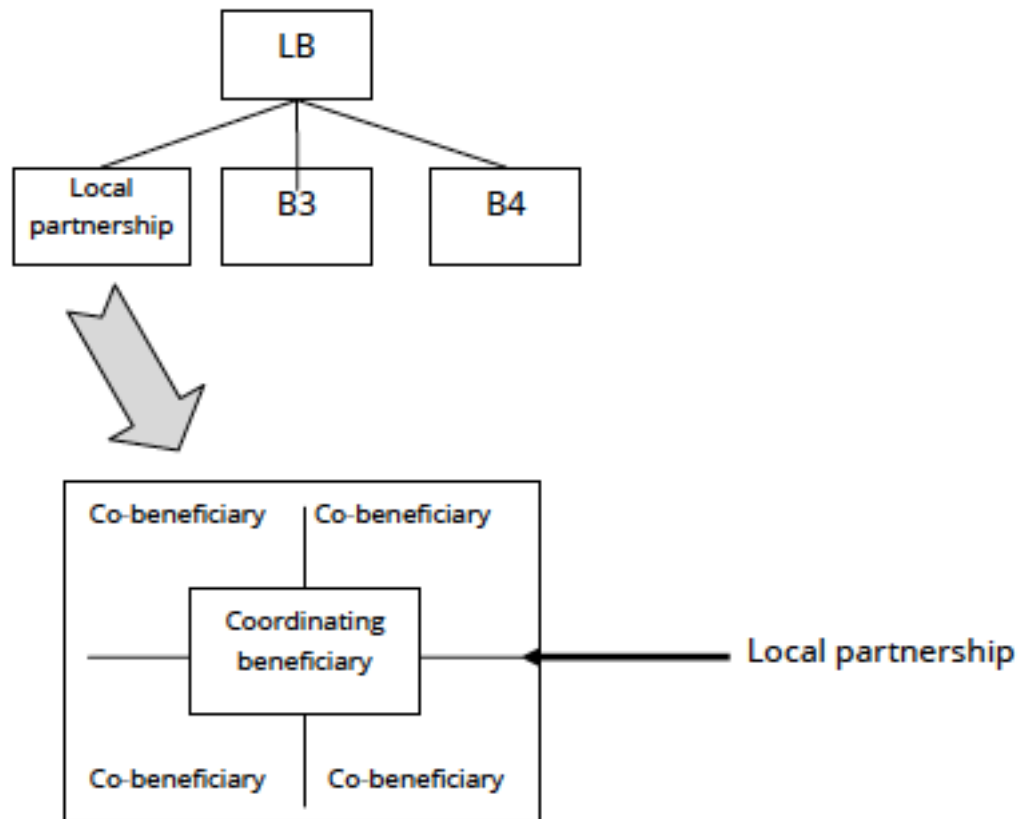 LB
Local
partnership
B3
B4
Co-beneficiary
Co-beneficiary
Coordinating
beneficiary
Local partnership
Co-beneficiary
Co-beneficiary